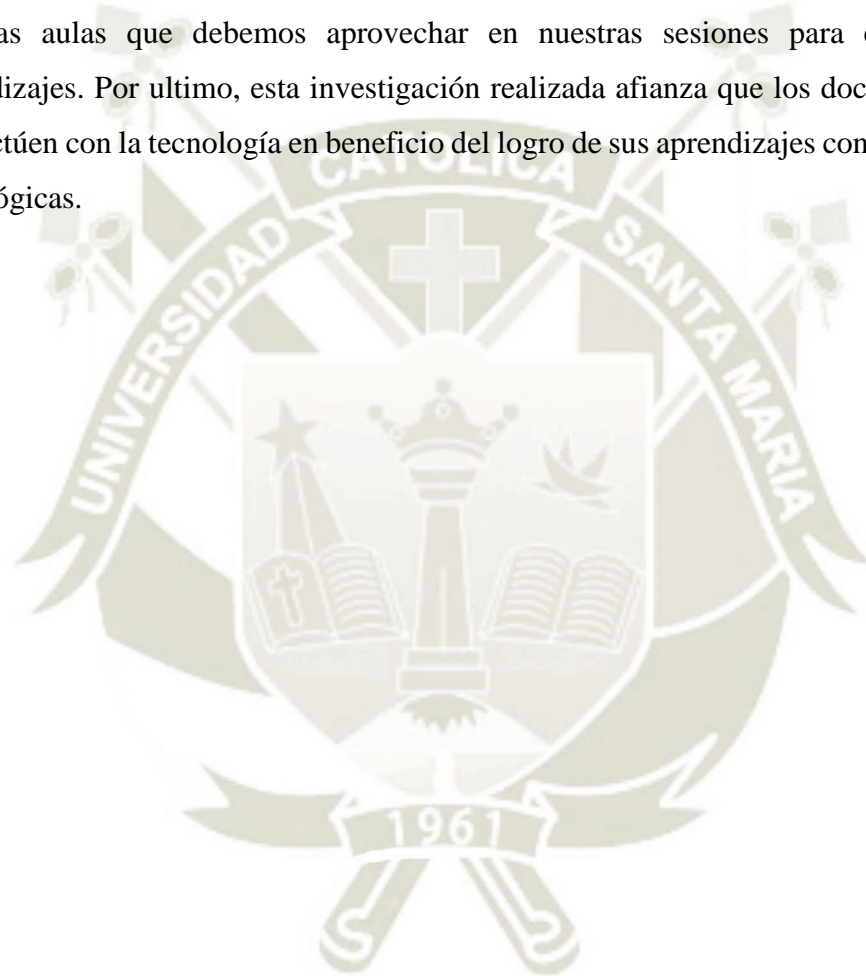 as aulas que debemos aprovechar en nuestras sesiones para
dizajes. Por ultimo, esta investigación realizada afianza que los doc
túen con la tecnología en beneficio del logro de sus aprendizajes con
ógicas.
UNIVERSIDAD CATOLICA SANTA MARIA
1961